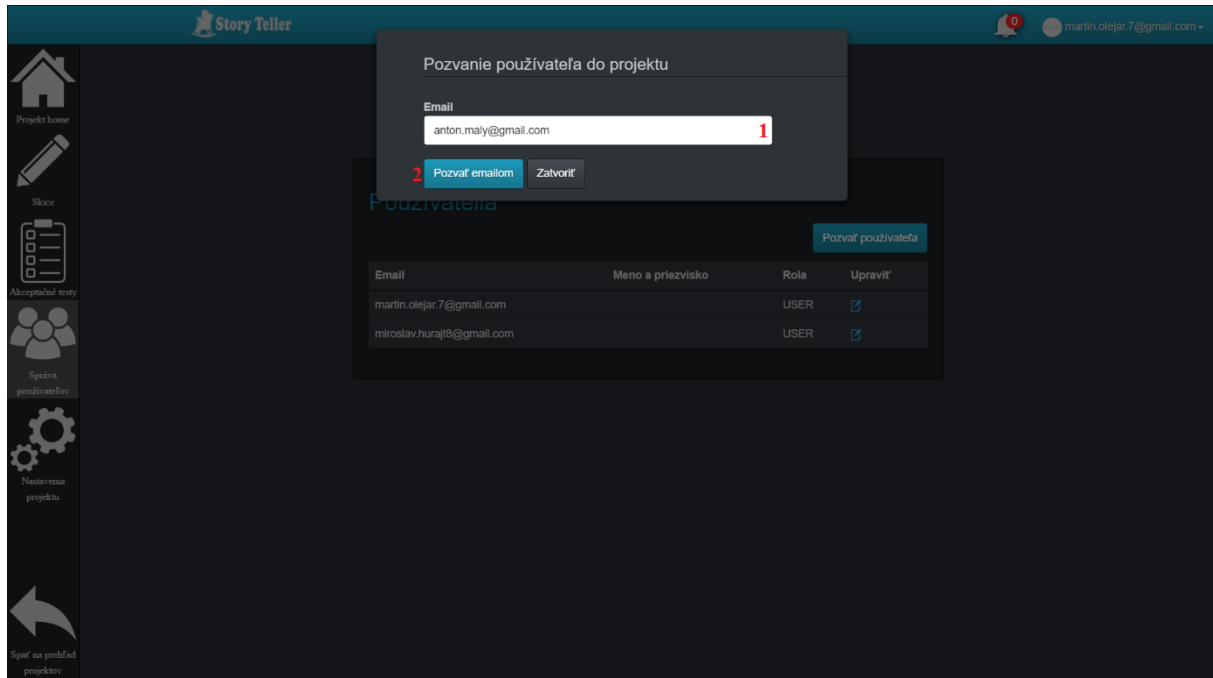 Story Teller
0
martin.olejar.7@gmail.com
Pozvanie používateľa do projektu
Email
anton.maly@gmail.com 1
2 Pozvať emailom Zatvoriť
Používatelia
Pozvať používateľa
Email Meno a priezvisko Rola Upraviť
martin.olejar.7@gmail.com USER
miroslav.hurajt8@gmail.com USER
Projekt home
Skice
Akceptačné testy
Správa
používateľov
Nastavenia
projektu
Späť na prehľad
projektov